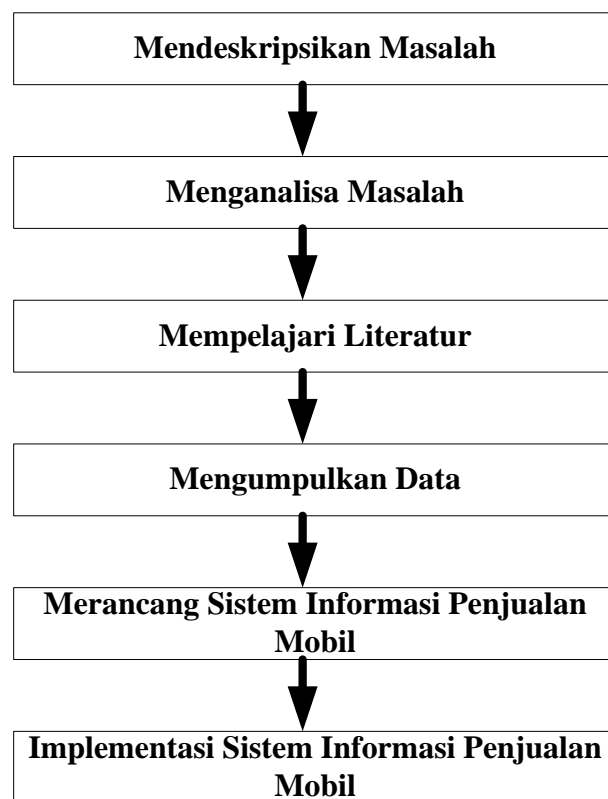 Mendeskripsikan Masalah
Menganalisa Masalah
Mempelajari Literatur
Mengumpulkan Data
Merancang Sistem Informasi Penjualan
Mobil
Implementasi Sistem Informasi Penjualan
Mobil